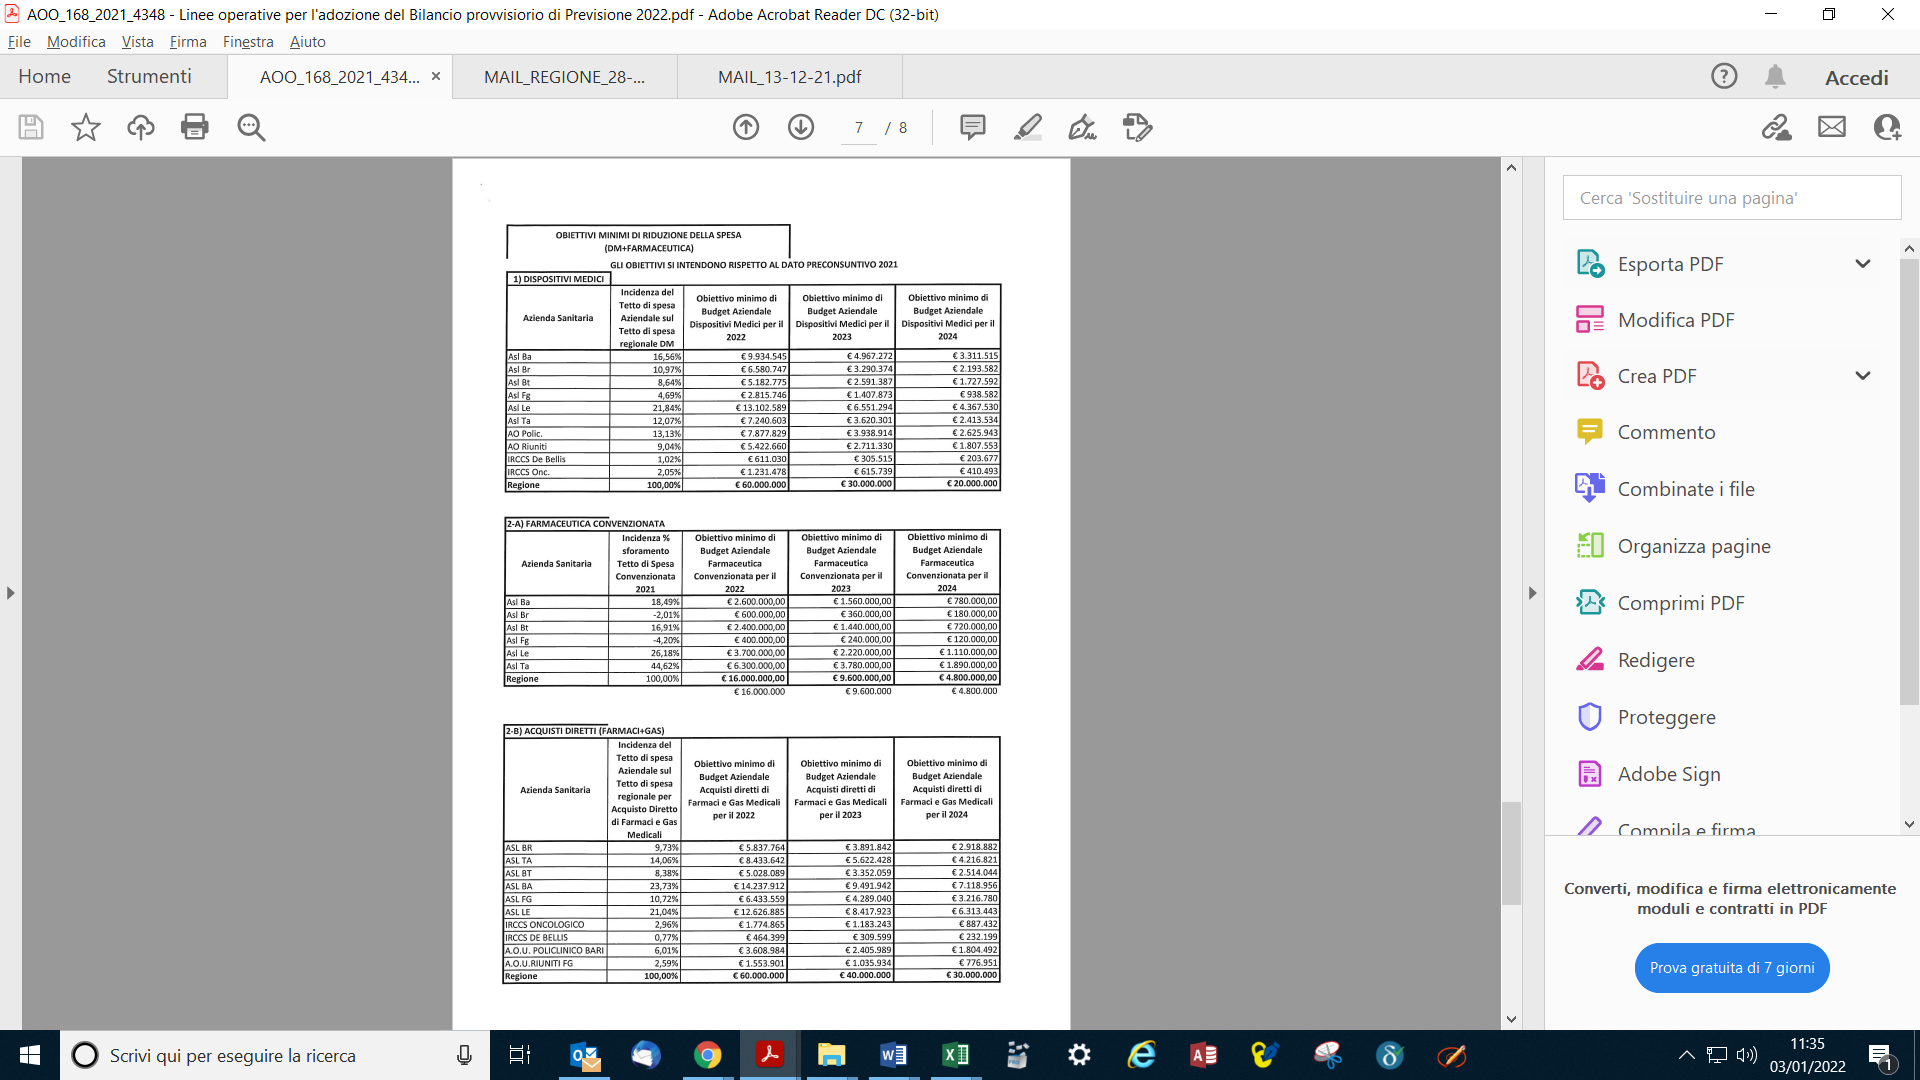 AOO_168_2021_4348 - Linee operative per l'adozione del Bilancio provvisiorio di Previsione 2022.pdf - Adobe Acrobat Reader DC (32-bit)
File Modifica Vista Firma Finestra Aiuto
Home Strumenti AOO_168_2021_434... × MAIL_REGIONE_28-... MAIL_13-12-21.pdf Accedi
7 / 8
OBIETTIVI MINIMI DI RIDUZIONE DELLA SPESA
(DM+FARMACEUTICA)
GLI OBIETTIVI SI INTENDONO RISPETTO AL DATO PRECONSUNTIVO 2021
1) DISPOSITIVI MEDICI
Azienda Sanitaria
Incidenza del
Tetto di spesa
Aziendale sul
Tetto di spesa
regionale DM
Obiettivo minimo di
Budget Aziendale
Dispositivi Medici per il
2022
Obiettivo minimo di
Budget Aziendale
Dispositivi Medici per il
2023
Obiettivo minimo di
Budget Aziendale
Dispositivi Medici per il
2024
Asl Ba 16,56% € 9.934.545 € 4.967.272 € 3.311.515
Asl Br 10,97% € 6.580.747 € 3.290.374 € 2.193.582
Asl Bt 8,64% € 5.182.775 € 2.591.387 € 1.727.592
Asl Fg 4,69% € 2.815.746 € 1.407.873 € 938.582
Asl Le 21,84% € 13.102.589 € 6.551.294 € 4.367.530
Asl Ta 12,07% € 7.240.603 € 3.620.301 € 2.413.534
AO Polic. 13,13% € 7.877.829 € 3.938.914 € 2.625.943
AO Riuniti 9,04% € 5.422.660 € 2.711.330 € 1.807.553
IRCCS De Bellis 1,02% € 611.030 € 305.515 € 203.677
IRCCS Onc. 2,05% € 1.231.478 € 615.739 € 410.493
Regione 100,00% € 60.000.000 € 30.000.000 € 20.000.000
2-A) FARMACEUTICA CONVENZIONATA
Azienda Sanitaria
Incidenza %
sforamento
Tetto di Spesa
Convenzionata
2021
Obiettivo minimo di
Budget Aziendale
Farmaceutica
Convenzionata per il
2022
Obiettivo minimo di
Budget Aziendale
Farmaceutica
Convenzionata per il
2023
Obiettivo minimo di
Budget Aziendale
Farmaceutica
Convenzionata per il
2024
Asl Ba 18,49% € 2.600.000,00 € 1.560.000,00 € 780.000,00
Asl Br -2,01% € 600.000,00 € 360.000,00 € 180.000,00
Asl Bt 16,91% € 2.400.000,00 € 1.440.000,00 € 720.000,00
Asl Fg -4,20% € 400.000,00 € 240.000,00 € 120.000,00
Asl Le 26,18% € 3.700.000,00 € 2.220.000,00 € 1.110.000,00
Asl Ta 44,62% € 6.300.000,00 € 3.780.000,00 € 1.890.000,00
Regione 100,00% € 16.000.000,00 € 9.600.000,00 € 4.800.000,00
€ 16.000.000 € 9.600.000 € 4.800.000
2-B) ACQUISTI DIRETTI (FARMACI+GAS)
Azienda Sanitaria
Incidenza del
Tetto di spesa
Aziendale sul
Tetto di spesa
regionale per
Acquisto Diretto
di Farmaci e Gas
Medicali
Obiettivo minimo di
Budget Aziendale
Acquisti diretti di
Farmaci e Gas Medicali
per il 2022
Obiettivo minimo di
Budget Aziendale
Acquisti diretti di
Farmaci e Gas Medicali
per il 2023
Obiettivo minimo di
Budget Aziendale
Acquisti diretti di
Farmaci e Gas Medicali
per il 2024
ASL BR 9,73% € 5.837.764 € 3.891.842 € 2.918.882
ASL TA 14,06% € 8.433.642 € 5.622.428 € 4.216.821
ASL BT 8,38% € 5.028.089 € 3.352.059 € 2.514.044
ASL BA 23,73% € 14.237.912 € 9.491.942 € 7.118.956
ASL FG 10,72% € 6.433.559 € 4.289.040 € 3.216.780
ASL LE 21,04% € 12.626.885 € 8.417.923 € 6.313.443
IRCCS ONCOLOGICO 2,96% € 1.774.865 € 1.183.243 € 887.432
IRCCS DE BELLIS 0,77% € 464.399 € 309.599 € 232.199
A.O.U. POLICLINICO BARI 6,01% € 3.608.984 € 2.405.989 € 1.804.492
A.O.U.RIUNITI FG 2,59% € 1.553.901 € 1.035.934 € 776.951
Regione 100,00% € 60.000.000 € 40.000.000 € 30.000.000
Cerca 'Sostituire una pagina'
Esporta PDF
Modifica PDF
Crea PDF
Commento
Combinate i file
Organizza pagine
Comprimi PDF
Redigere
Proteggere
Adobe Sign
Compila e firma
Converti, modifica e firma elettronicamente
moduli e contratti in PDF
Prova gratuita di 7 giorni
Scrivi qui per eseguire la ricerca
11:35
03/01/2022
1